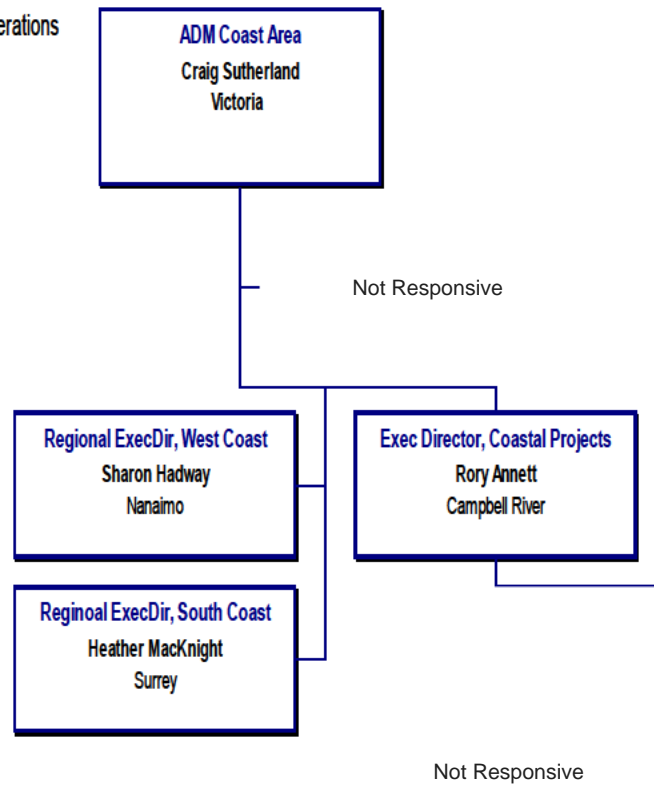 ADM Coast Area
Craig Sutherland
Victoria
Not Responsive
Regional ExecDir, West Coast
Sharon Hadway
Nanaimo
Exec Director, Coastal Projects
Rory Annett
Campbell River
Reginoal ExecDir, South Coast
Heather MacKnight
Surrey
Not Responsive